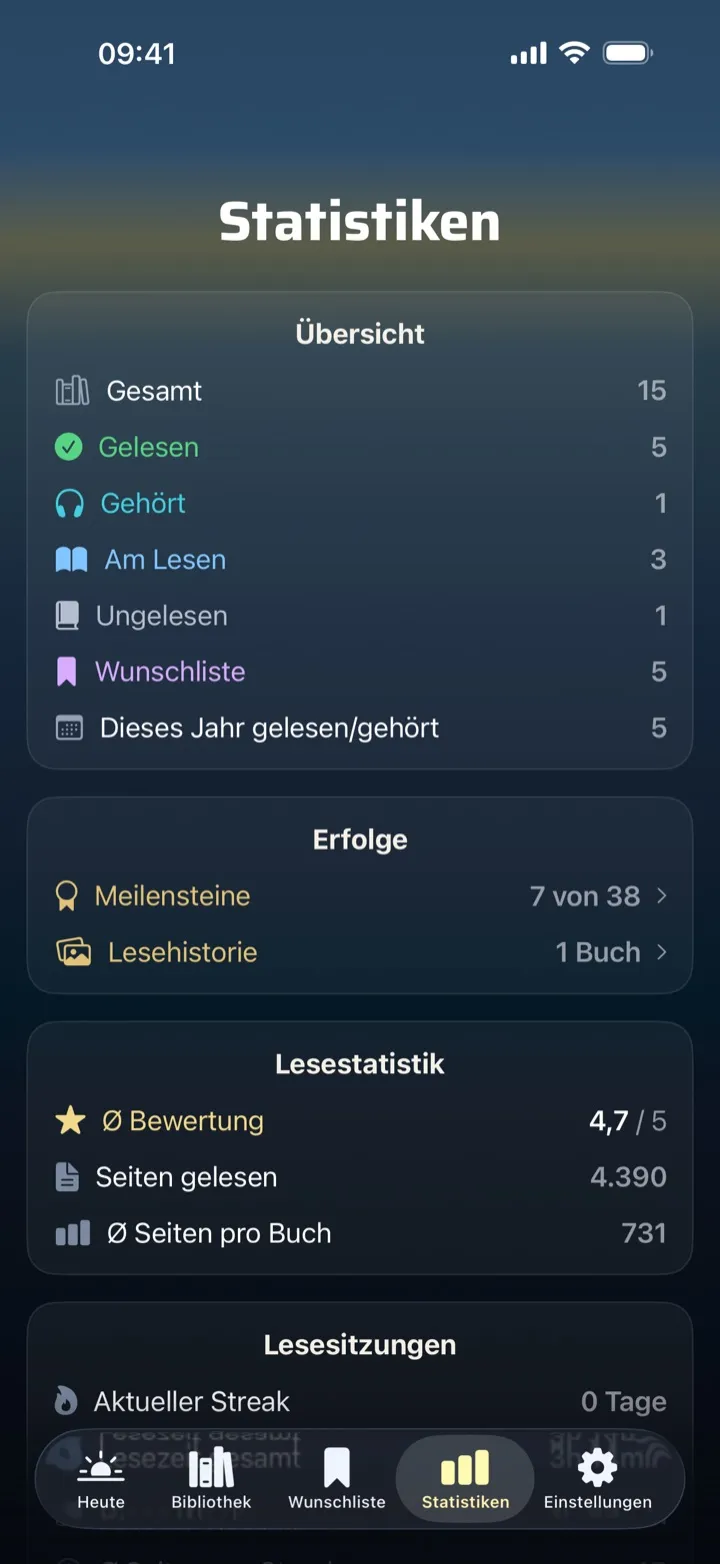 09:41
Statistiken
Übersicht
Gesamt 15
Gelesen 5
Gehört 1
Am Lesen 3
Ungelesen 1
Wunschliste 5
Dieses Jahr gelesen/gehört 5
Erfolge
Meilensteine 7 von 38
Lesehistorie 1 Buch
Lesestatistik
Ø Bewertung 4,7 / 5
Seiten gelesen 4.390
Ø Seiten pro Buch 731
Lesesitzungen
Aktueller Streak 0 Tage
Heute Bibliothek Wunschliste Statistiken Einstellungen